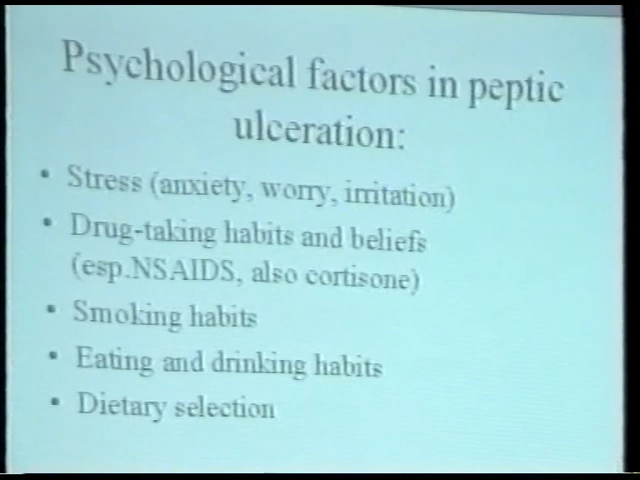 Psychological factors in peptic
ulceration:
• Stress (anxiety, worry, irritation)
• Drug-taking habits and beliefs
(esp.NSAIDS, also cortisone)
• Smoking habits
• Eating and drinking habits
• Dietary selection